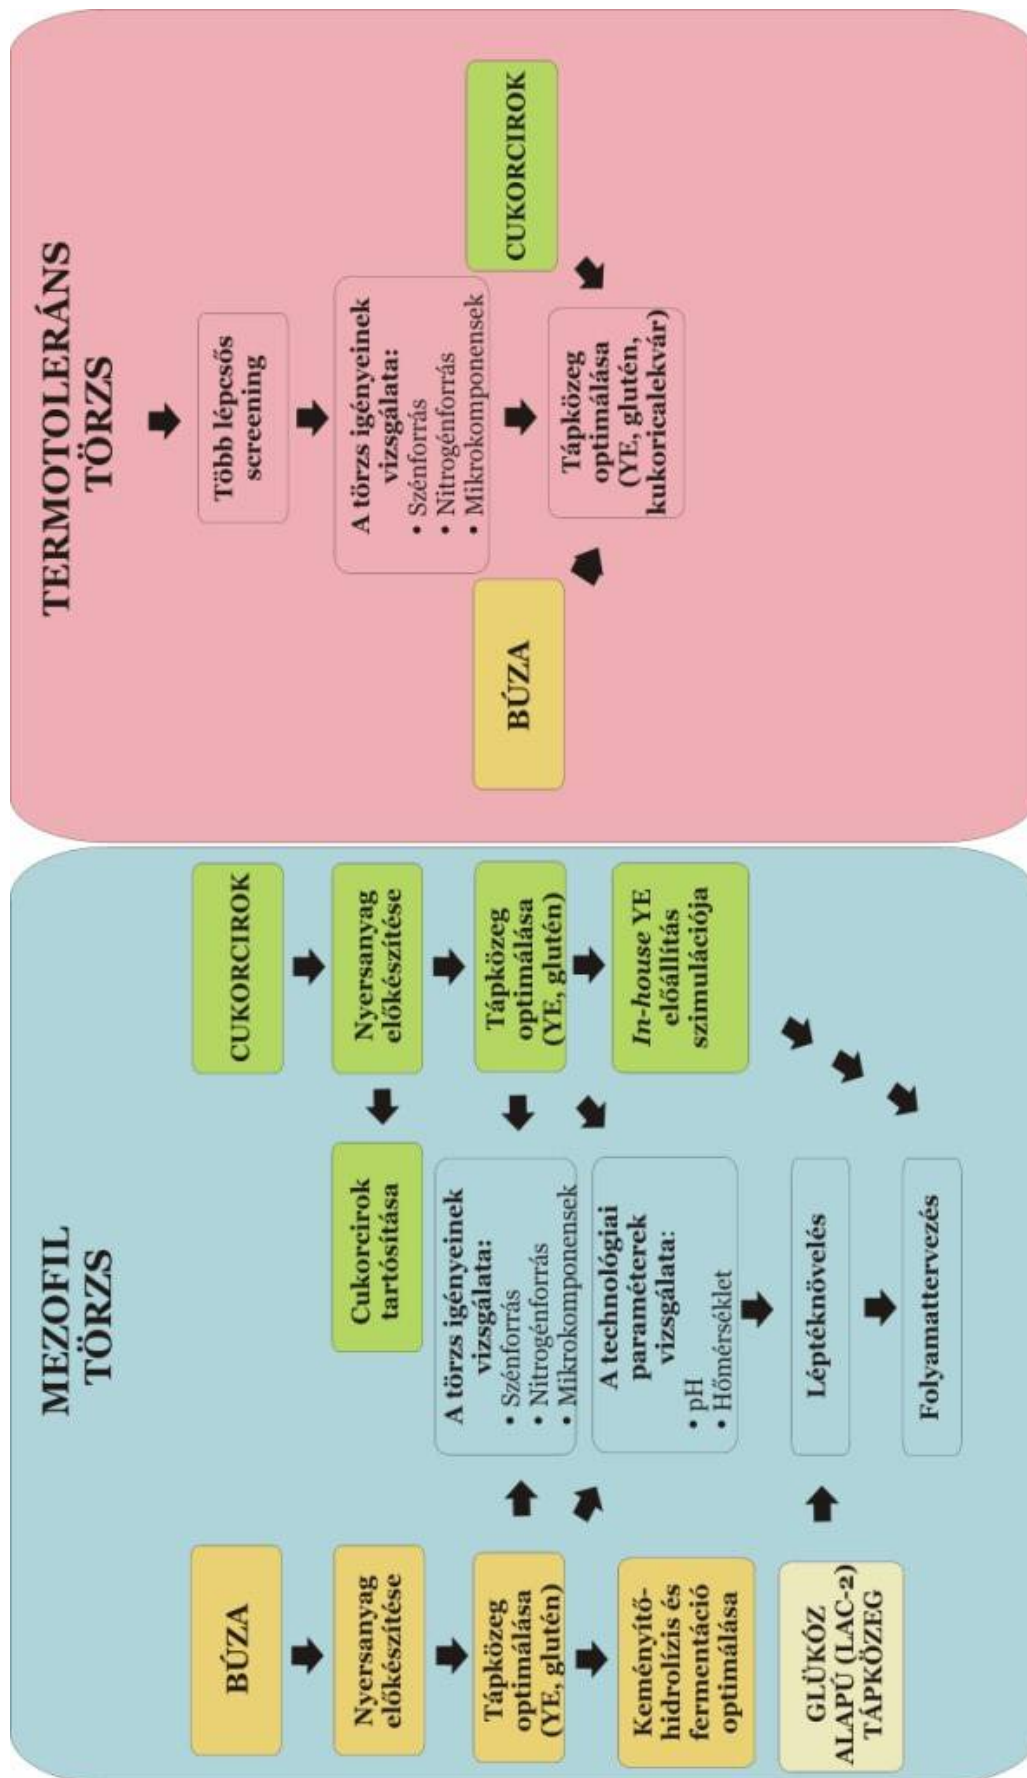 MEZOFIL
TÖRZS
BÚZA
Nyersanyag
előkészítése
Tápközeg
optimálása
(YE, glutén)
Keményítő-
hidrolízis és
fermentáció
optimálása
GLÜKÓZ
ALAPÚ (LAC-2)
TÁPKÖZEG
Cukorcirok
tartósítása
A törzs igényeinek
vizsgálata:
• Szénforrás
• Nitrogénforrás
• Mikrokomponensek
A technológiai
paraméterek
vizsgálata:
• pH
• Hőmérséklet
Léptéknövelés
Folyamattervezés
CUKORCIROK
Nyersanyag
előkészítése
Tápközeg
optimálása
(YE, glutén)
In-house YE
előállítás
szimulációja
TERMOTOLERÁNS
TÖRZS
Több lépcsős
screening
A törzs igényeinek
vizsgálata:
• Szénforrás
• Nitrogénforrás
• Mikrokomponensek
BÚZA
CUKORCIROK
Tápközeg
optimálása
(YE, glutén,
kukoricalekvár)